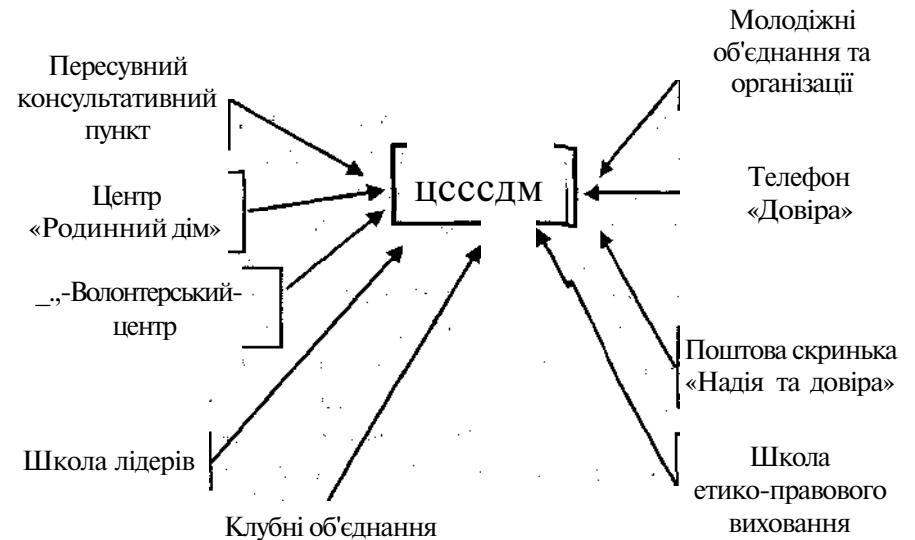 Пересувний
консультативний
пункт
Центр
«Родинний дім»
_.,-Волонтерський-
центр
Школа лідерів
Клубні об'єднання
цсссдм
Молодіжні
об'єднання та
організації
Телефон
«Довіра»
Поштова скринька
«Надія та довіра»
Школа
етико-правового
виховання